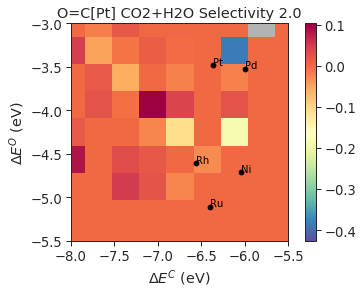 O=C[Pt] CO2+H2O Selectivity 2.0
−3.0
−3.5
−4.0
−4.5
−5.0
−5.5
ΔE^O (eV)
−8.0 −7.5 −7.0 −6.5 −6.0 −5.5
ΔE^C (eV)
Pt
Pd
Rh
Ni
Ru
0.1
0.0
−0.1
−0.2
−0.3
−0.4